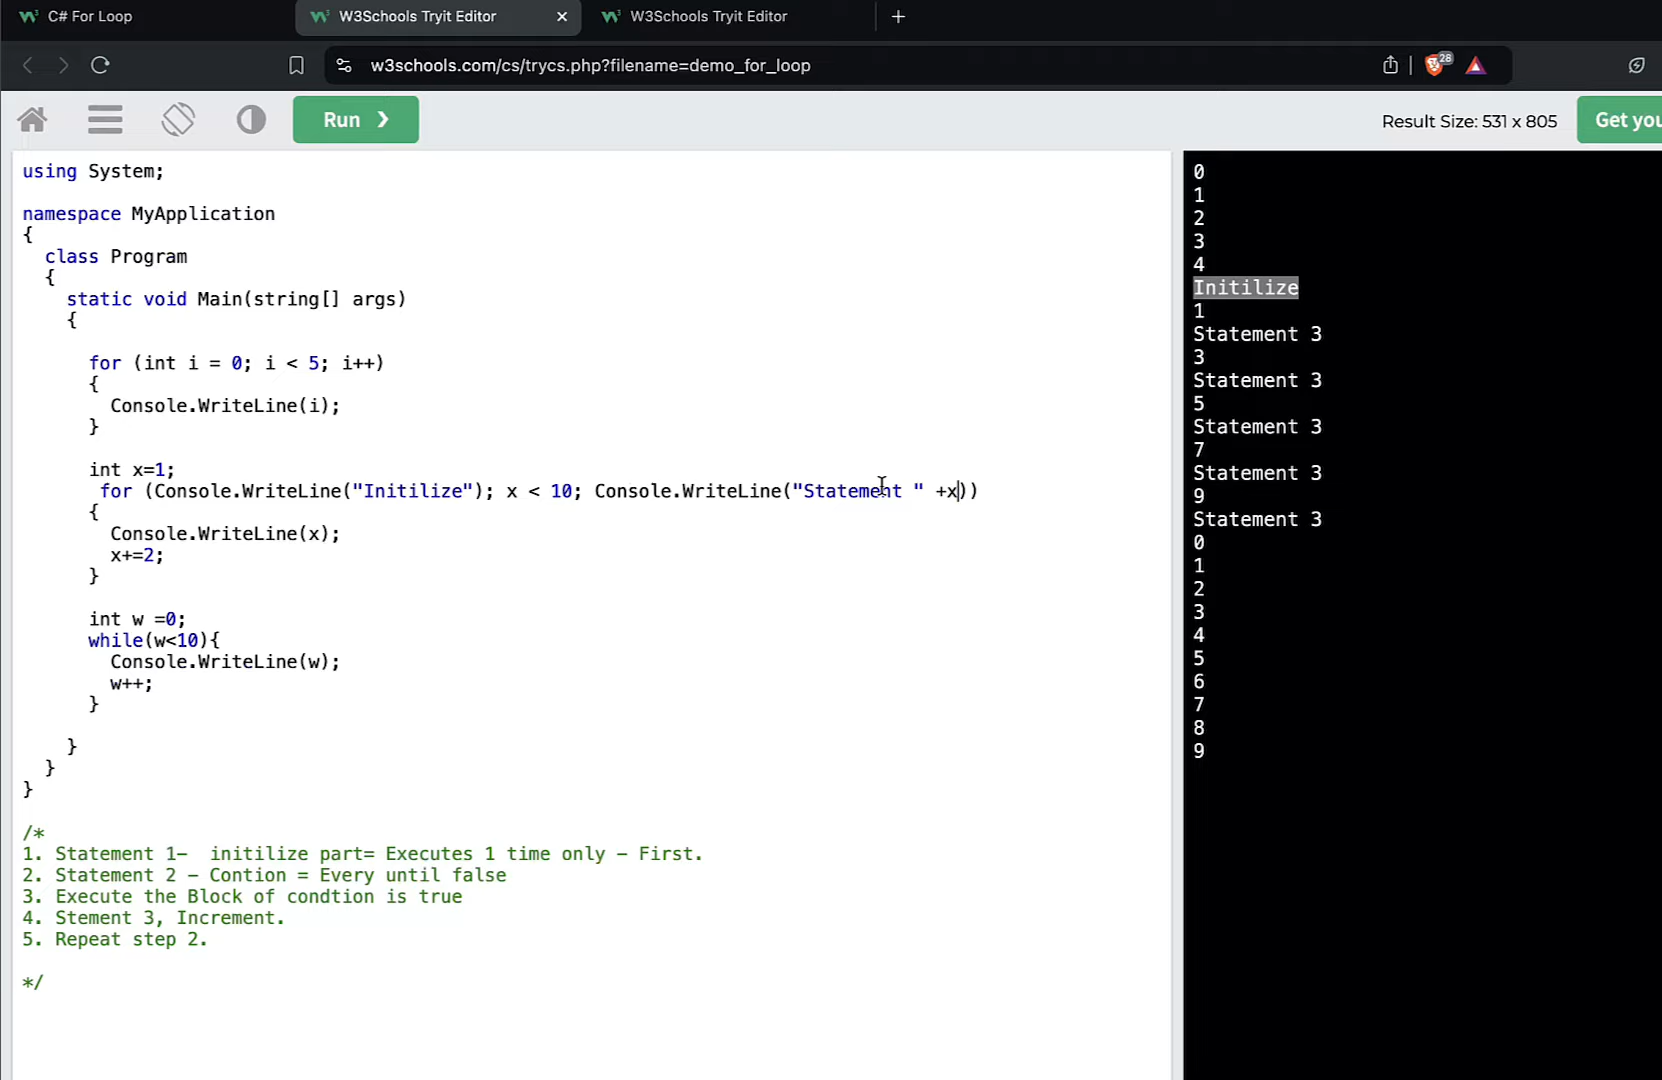 C# For Loop
W3Schools Tryit Editor
W3Schools Tryit Editor
w3schools.com/cs/trycs.php?filename=demo_for_loop
28
Run ❯
Result Size: 531 x 805
Get you
using System;
namespace MyApplication
{
class Program
{
static void Main(string[] args)
{
for (int i = 0; i < 5; i++)
{
Console.WriteLine(i);
}
int x=1;
for (Console.WriteLine("Initilize"); x < 10; Console.WriteLine("Statement " +x))
{
Console.WriteLine(x);
x+=2;
}
int w =0;
while(w<10){
Console.WriteLine(w);
w++;
}
}
}
}
/*
1. Statement 1-  initilize part= Executes 1 time only - First.
2. Statement 2 - Contion = Every until false
3. Execute the Block of condtion is true
4. Stement 3, Increment.
5. Repeat step 2.
*/
0
1
2
3
4
Initilize
1
Statement 3
3
Statement 3
5
Statement 3
7
Statement 3
9
Statement 3
0
1
2
3
4
5
6
7
8
9